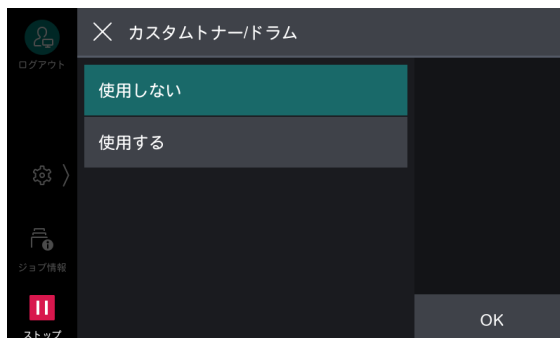 カスタムトナー/ドラム
ログアウト
使用しない
使用する
ジョブ情報
ストップ
OK